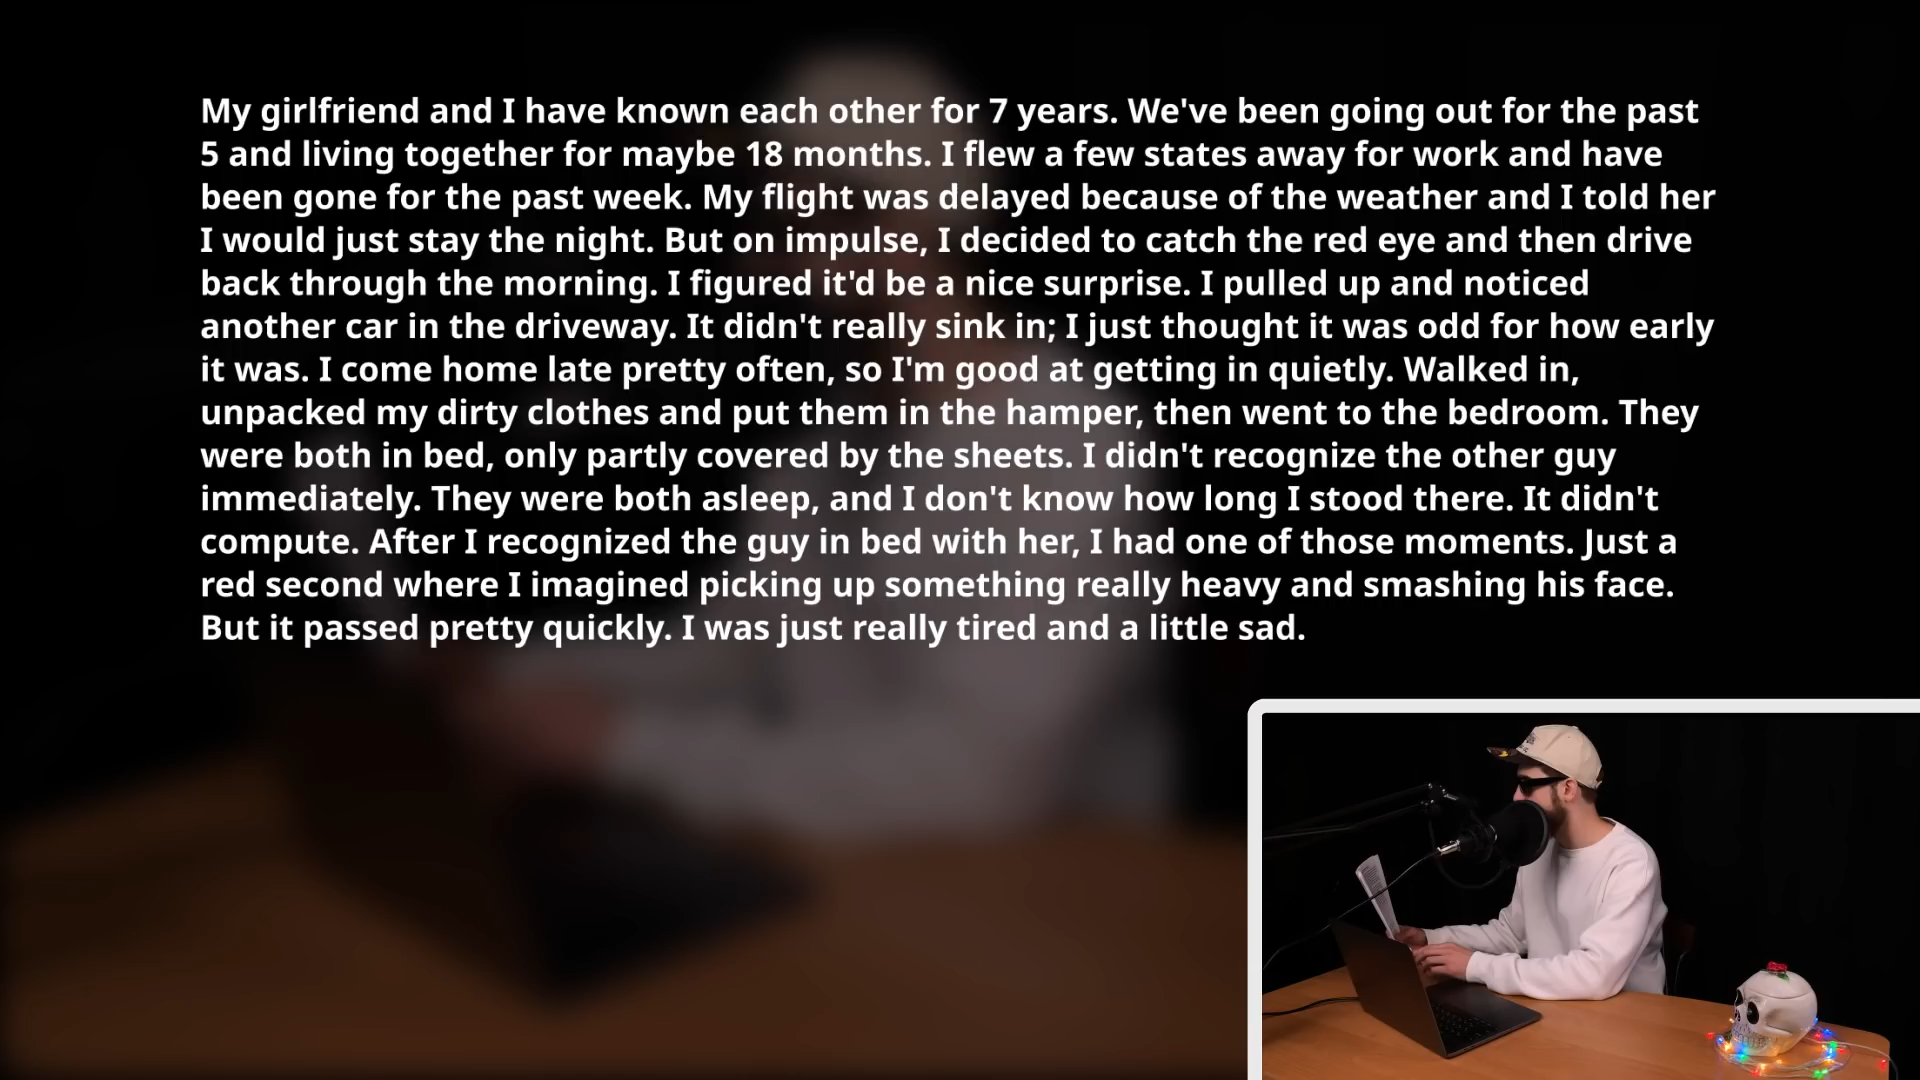 My girlfriend and I have known each other for 7 years. We've been going out for the past
5 and living together for maybe 18 months. I flew a few states away for work and have
been gone for the past week. My flight was delayed because of the weather and I told her
I would just stay the night. But on impulse, I decided to catch the red eye and then drive
back through the morning. I figured it'd be a nice surprise. I pulled up and noticed
another car in the driveway. It didn't really sink in; I just thought it was odd for how early
it was. I come home late pretty often, so I'm good at getting in quietly. Walked in,
unpacked my dirty clothes and put them in the hamper, then went to the bedroom. They
were both in bed, only partly covered by the sheets. I didn't recognize the other guy
immediately. They were both asleep, and I don't know how long I stood there. It didn't
compute. After I recognized the guy in bed with her, I had one of those moments. Just a
red second where I imagined picking up something really heavy and smashing his face.
But it passed pretty quickly. I was just really tired and a little sad.